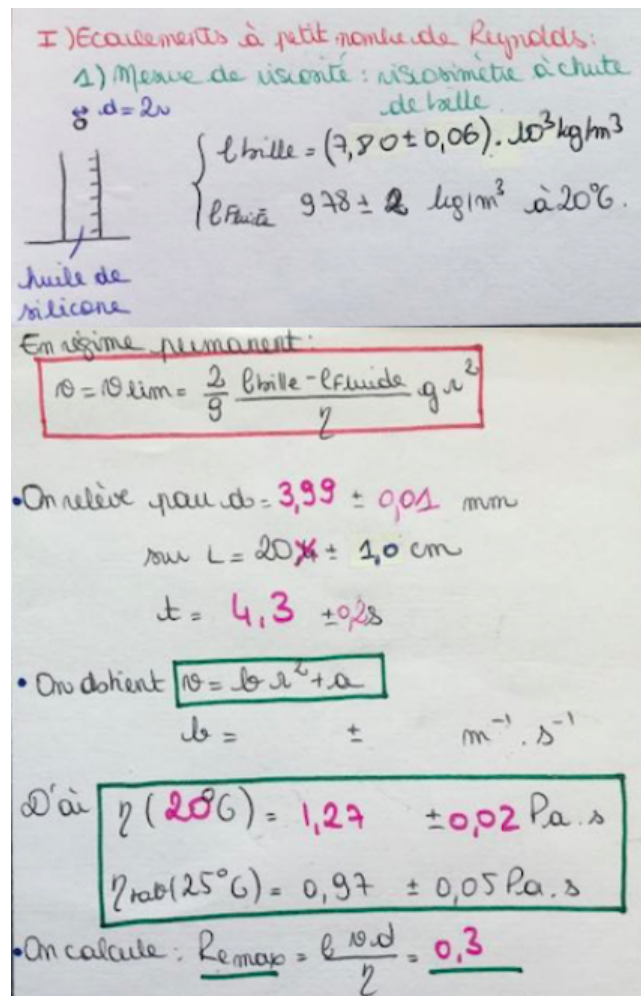 I) Ecoulements à petit nombre de Reynolds:
1) Mesure de viscosité : viscosimètre à chute
de bille
d=2r
ρbille = (7,80 ± 0,06). 10³ kg/m³
ρFluide 978 ± 2 kg/m³ à 20°C.
huile de
silicone
En régime permanent:
v = v lim = 2/9 (ρbille - ρFluide)/η g r²
• On relève pour d = 3,99 ± 0,01 mm
sur L = 20 ± 1,0 cm
t = 4,3 ± 0,2s
• On obtient v = b r² + a
b = ± m⁻¹. s⁻¹
D'où η (20°C) = 1,27 ± 0,02 Pa.s
ηtab(25°C) = 0,97 ± 0,05 Pa.s
• On calcule : Remax = ρ v.d/η = 0,3